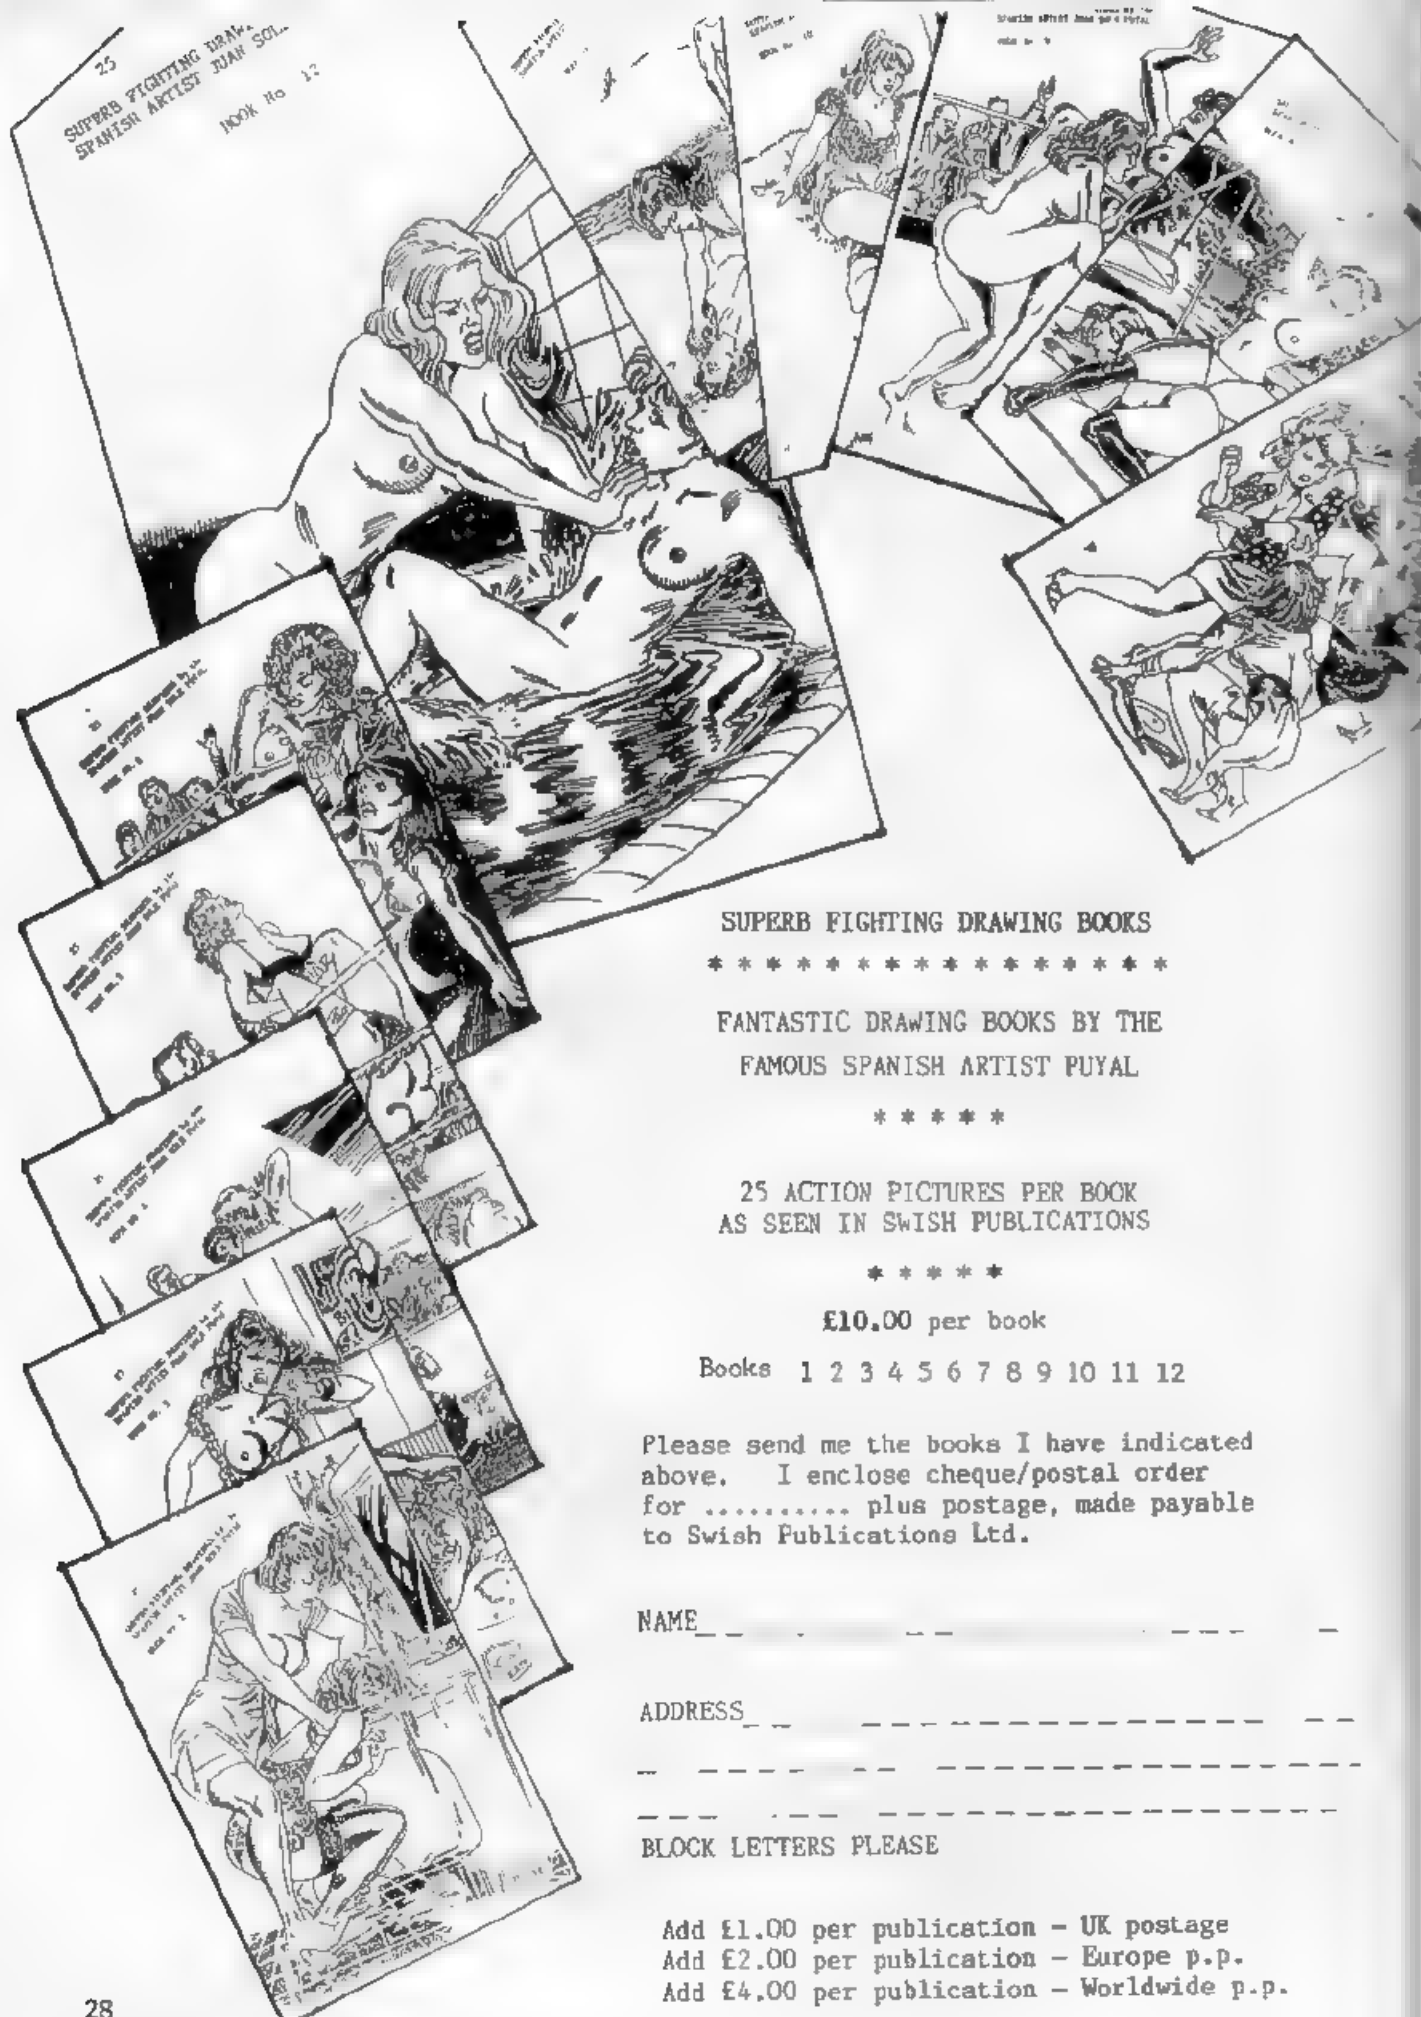 25
SUPERB FIGHTING DRAW
SPANISH ARTIST JUAN SOL
BOOK No 12
SUPERB FIGHTING DRAWING BOOKS
* * * * * * * * * * * * * * * *
FANTASTIC DRAWING BOOKS BY THE
FAMOUS SPANISH ARTIST PUYAL
* * * * *
25 ACTION PICTURES PER BOOK
AS SEEN IN SWISH PUBLICATIONS
* * * * *
£10.00 per book
Books 1 2 3 4 5 6 7 8 9 10 11 12
Please send me the books I have indicated
above. I enclose cheque/postal order
for .......... plus postage, made payable
to Swish Publications Ltd.
NAME
ADDRESS
BLOCK LETTERS PLEASE
Add £1.00 per publication – UK postage
Add £2.00 per publication – Europe p.p.
Add £4.00 per publication – Worldwide p.p.
28